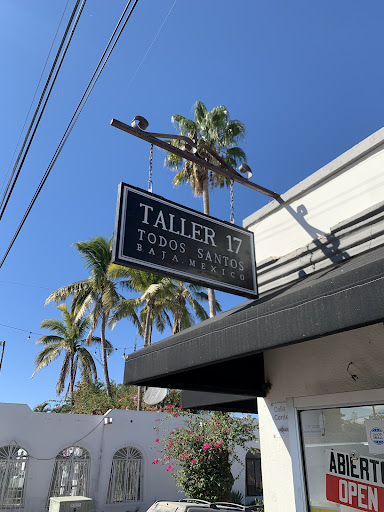 TALLER 17
TODOS SANTOS
BAJA. MEXICO
ABIERTO
OPEN